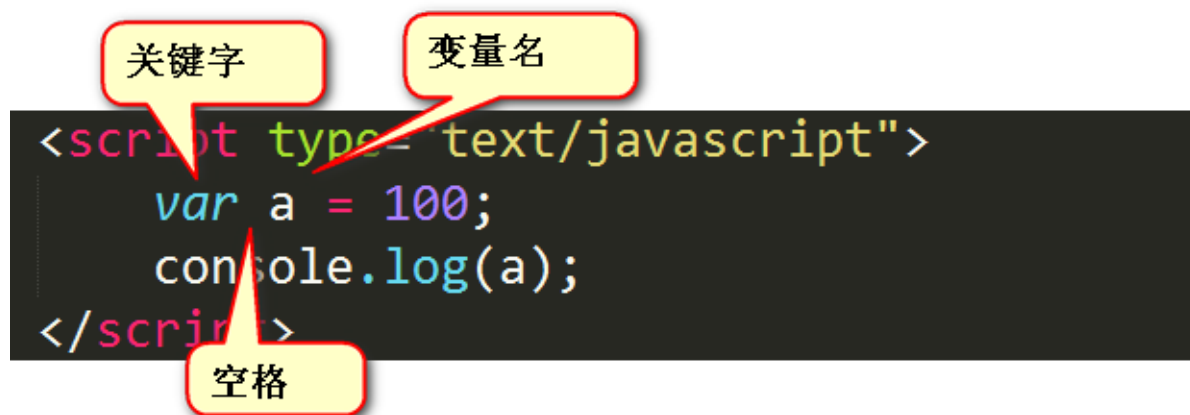 关键字
变量名
<script type="text/javascript">
var a = 100;
console.log(a);
</script>
空格